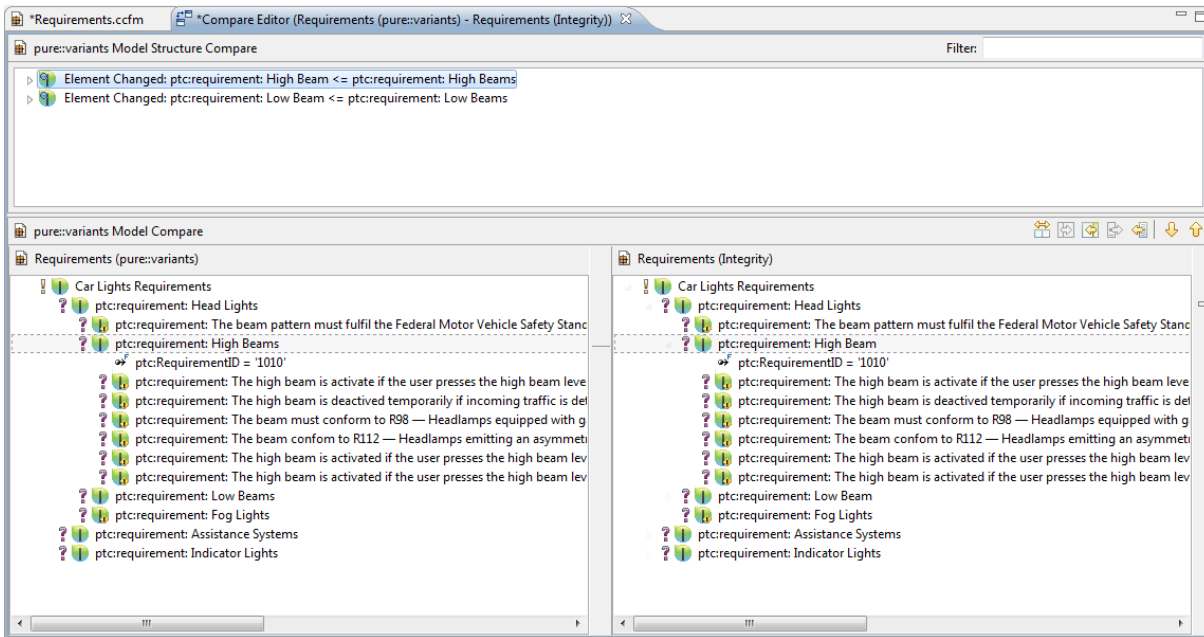 *Requirements.ccfm
*Compare Editor (Requirements (pure::variants) - Requirements (Integrity))
pure::variants Model Structure Compare
Filter:
Element Changed: ptc:requirement: High Beam <= ptc:requirement: High Beams
Element Changed: ptc:requirement: Low Beam <= ptc:requirement: Low Beams
pure::variants Model Compare
Requirements (pure::variants)
Car Lights Requirements
ptc:requirement: Head Lights
ptc:requirement: The beam pattern must fulfil the Federal Motor Vehicle Safety Stanc
ptc:requirement: High Beams
ptc:RequirementID = '1010'
ptc:requirement: The high beam is activate if the user presses the high beam leve
ptc:requirement: The high beam is deactived temporarily if incoming traffic is det
ptc:requirement: The beam must conform to R98 — Headlamps equipped with g
ptc:requirement: The beam confom to R112 — Headlamps emitting an asymmetr
ptc:requirement: The high beam is activated if the user presses the high beam lev
ptc:requirement: The high beam is activated if the user presses the high beam lev
ptc:requirement: Low Beams
ptc:requirement: Fog Lights
ptc:requirement: Assistance Systems
ptc:requirement: Indicator Lights
Requirements (Integrity)
Car Lights Requirements
ptc:requirement: Head Lights
ptc:requirement: The beam pattern must fulfil the Federal Motor Vehicle Safety Stanc
ptc:requirement: High Beam
ptc:RequirementID = '1010'
ptc:requirement: The high beam is activate if the user presses the high beam leve
ptc:requirement: The high beam is deactived temporarily if incoming traffic is det
ptc:requirement: The beam must conform to R98 — Headlamps equipped with g
ptc:requirement: The beam confom to R112 — Headlamps emitting an asymmetr
ptc:requirement: The high beam is activated if the user presses the high beam lev
ptc:requirement: The high beam is activated if the user presses the high beam lev
ptc:requirement: Low Beam
ptc:requirement: Fog Lights
ptc:requirement: Assistance Systems
ptc:requirement: Indicator Lights